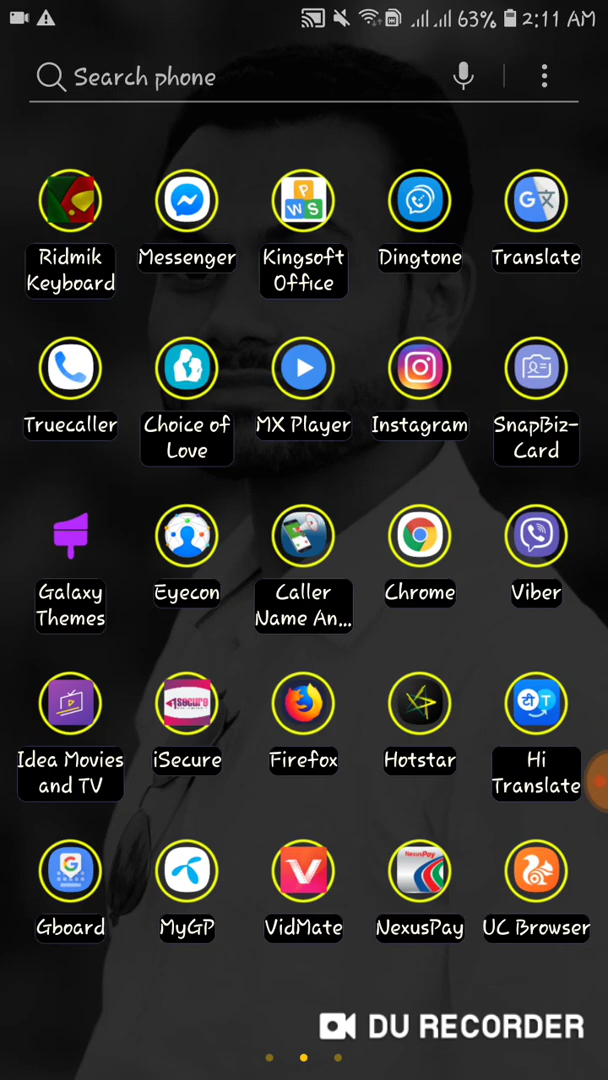 63% 2:11 AM
Search phone
Ridmik Keyboard
Messenger
Kingsoft Office
Dingtone
Translate
Truecaller
Choice of Love
MX Player
Instagram
SnapBiz-Card
Galaxy Themes
Eyecon
Caller Name An...
Chrome
Viber
Idea Movies and TV
iSecure
Firefox
Hotstar
Hi Translate
Gboard
MyGP
VidMate
NexusPay
UC Browser
DU RECORDER